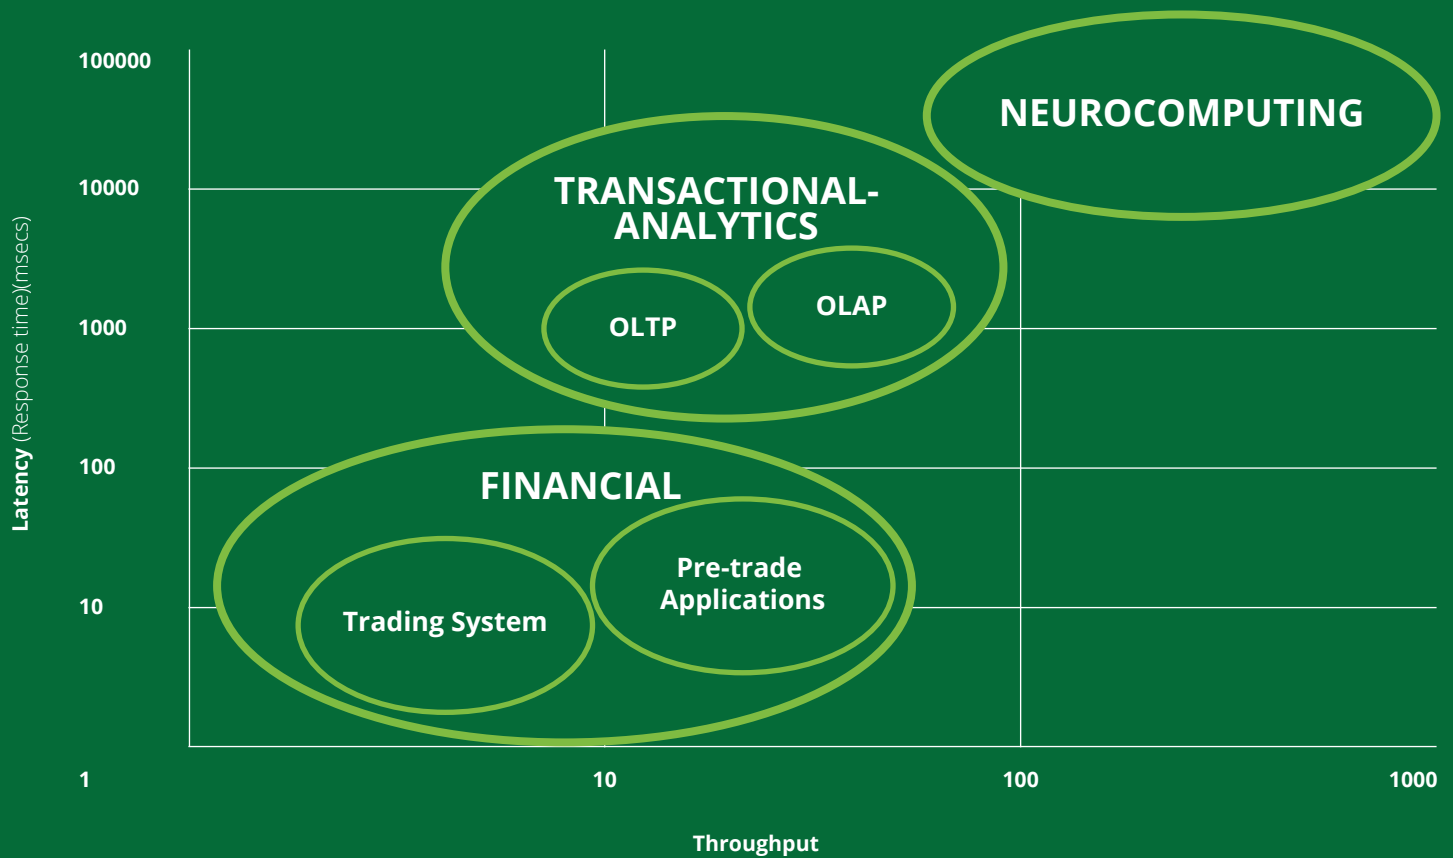 100000
NEUROCOMPUTING
10000
TRANSACTIONAL-
ANALYTICS
OLAP
OLTP
1000
Latency (Response time)(msecs)
100
FINANCIAL
Pre-trade
Applications
Trading System
10
1
10
100
1000
Throughput